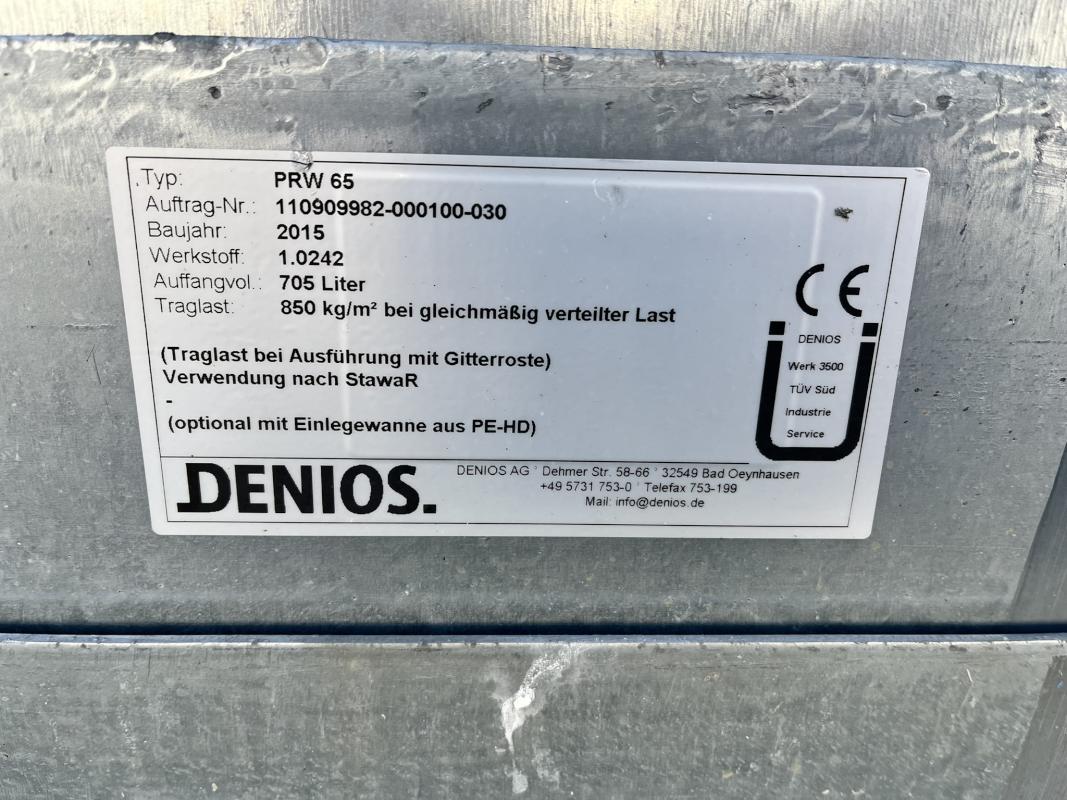 Typ: PRW 65
Auftrag-Nr.: 110909982-000100-030
Baujahr: 2015
Werkstoff: 1.0242
Auffangvol.: 705 Liter
Traglast: 850 kg/m² bei gleichmäßig verteilter Last
(Traglast bei Ausführung mit Gitterroste)
Verwendung nach StawaR
-
(optional mit Einlegewanne aus PE-HD)
CE
DENIOS
Werk 3500
TÜV Süd
Industrie
Service
DENIOS.
DENIOS AG ° Dehmer Str. 58-66 ° 32549 Bad Oeynhausen
+49 5731 753-0 ° Telefax 753-199
Mail: info@denios.de